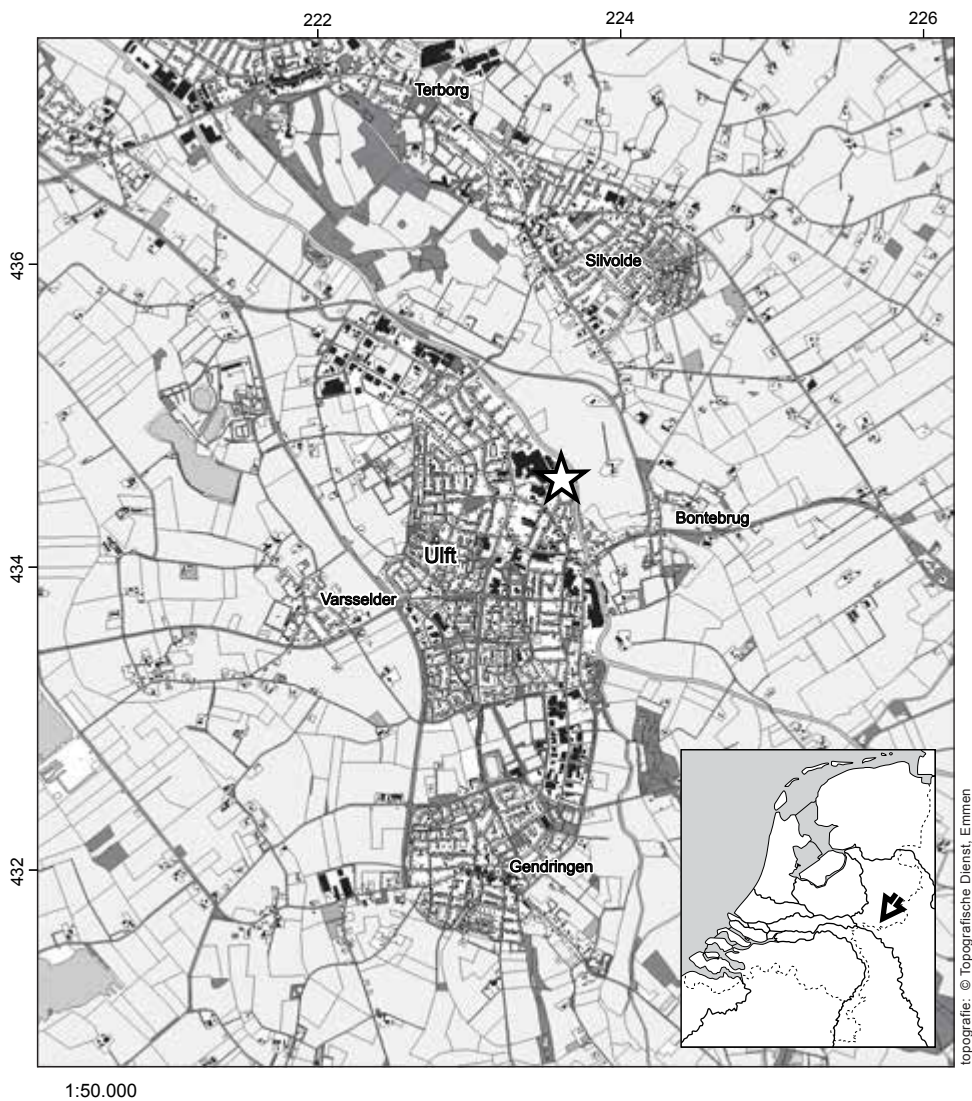 222
224
226
Terborg
Silvolde
436
Bontebrug
Ulft
434
Varsselder
432
Gendringen
topografie: © Topografische Dienst, Emmen
1:50.000